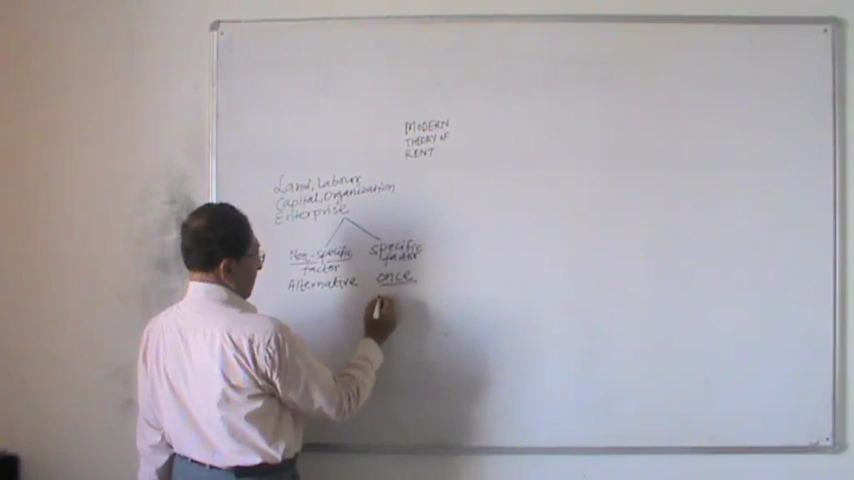 MODERN
THEORY OF
RENT
Land, Labour
Capital, Organization
Enterprise
Non-specific
factor
Alternative
specific
factor
once